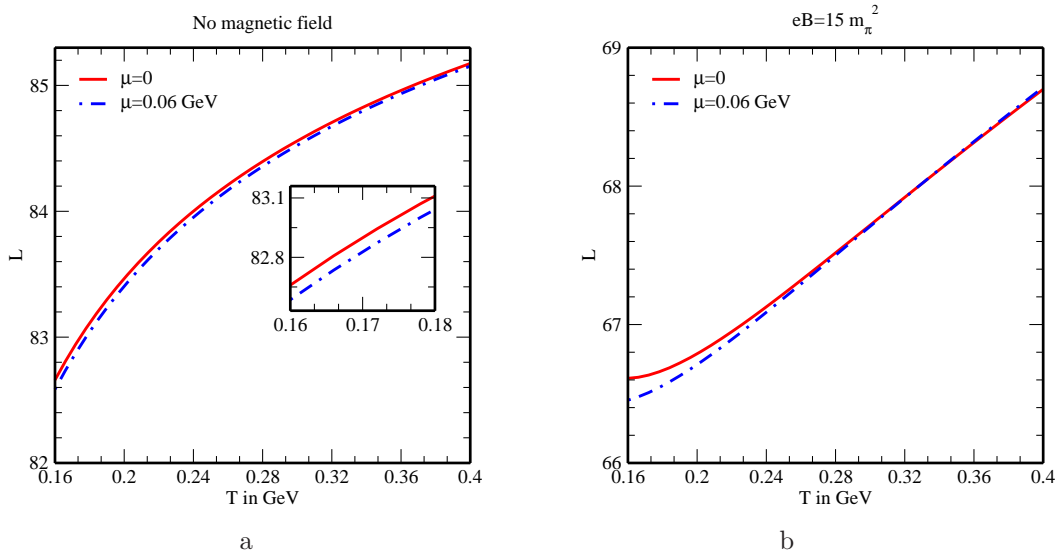 No magnetic field
μ=0
μ=0.06 GeV
85
84
83
82
L
83.1
82.8
0.16
0.17
0.18
0.16
0.2
0.24
0.28
0.32
0.36
0.4
T in GeV
a
eB=15 m_π^2
μ=0
μ=0.06 GeV
69
68
67
66
L
0.16
0.2
0.24
0.28
0.32
0.36
0.4
T in GeV
b